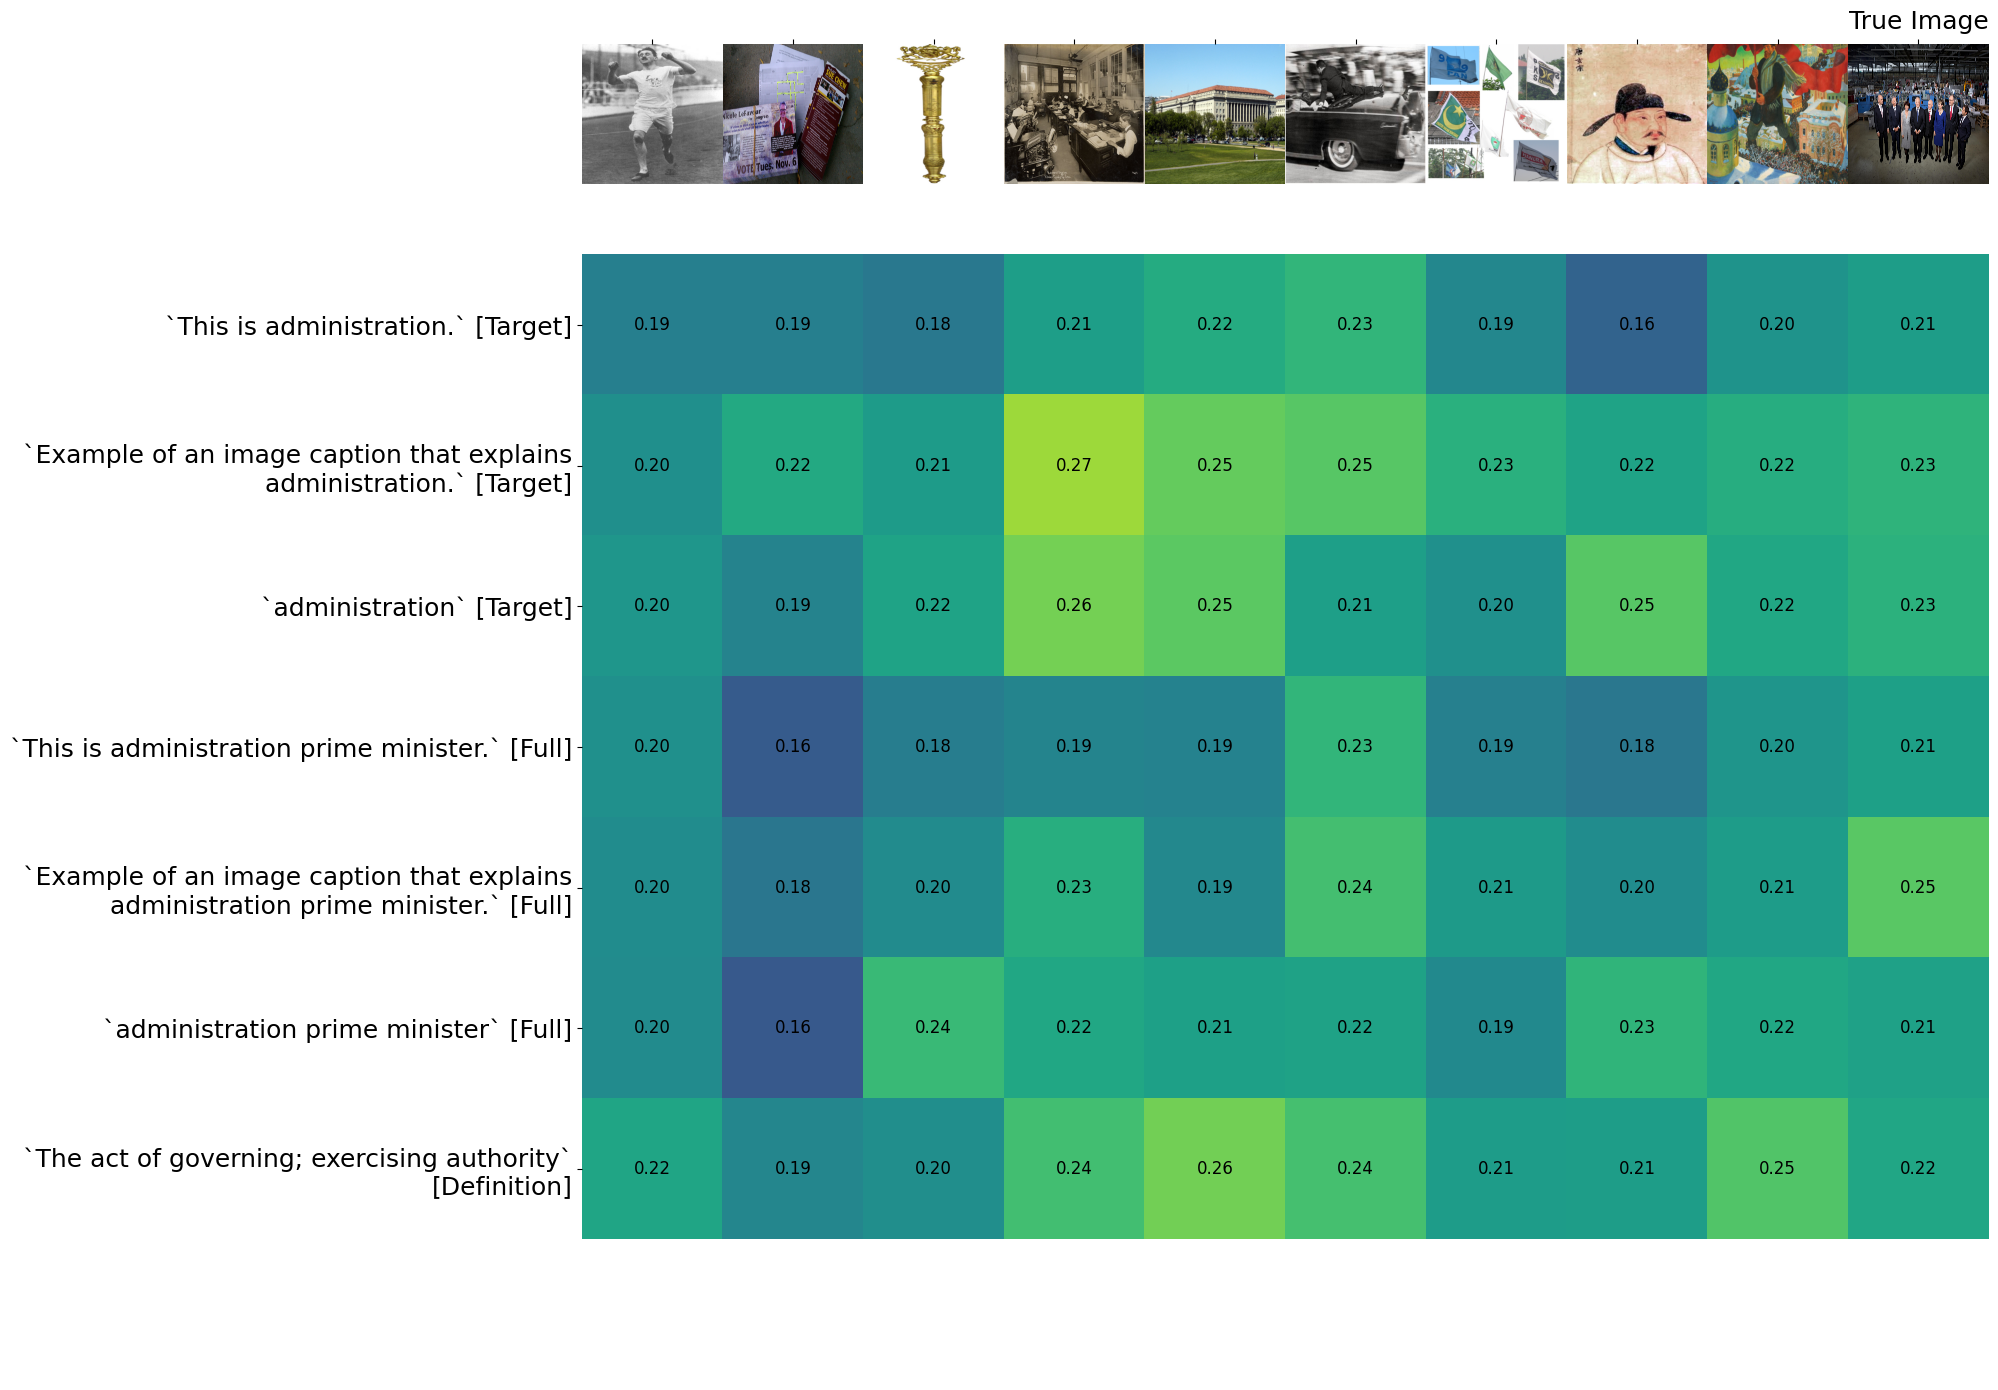 True Image
唐玄宗
VOTE Tues. Nov. 6
`This is administration.` [Target]
0.19 0.19 0.18 0.21 0.22 0.23 0.19 0.16 0.20 0.21
`Example of an image caption that explains
administration.` [Target]
0.20 0.22 0.21 0.27 0.25 0.25 0.23 0.22 0.22 0.23
`administration` [Target]
0.20 0.19 0.22 0.26 0.25 0.21 0.20 0.25 0.22 0.23
`This is administration prime minister.` [Full]
0.20 0.16 0.18 0.19 0.19 0.23 0.19 0.18 0.20 0.21
`Example of an image caption that explains
administration prime minister.` [Full]
0.20 0.18 0.20 0.23 0.19 0.24 0.21 0.20 0.21 0.25
`administration prime minister` [Full]
0.20 0.16 0.24 0.22 0.21 0.22 0.19 0.23 0.22 0.21
`The act of governing; exercising authority`
[Definition]
0.22 0.19 0.20 0.24 0.26 0.24 0.21 0.21 0.25 0.22